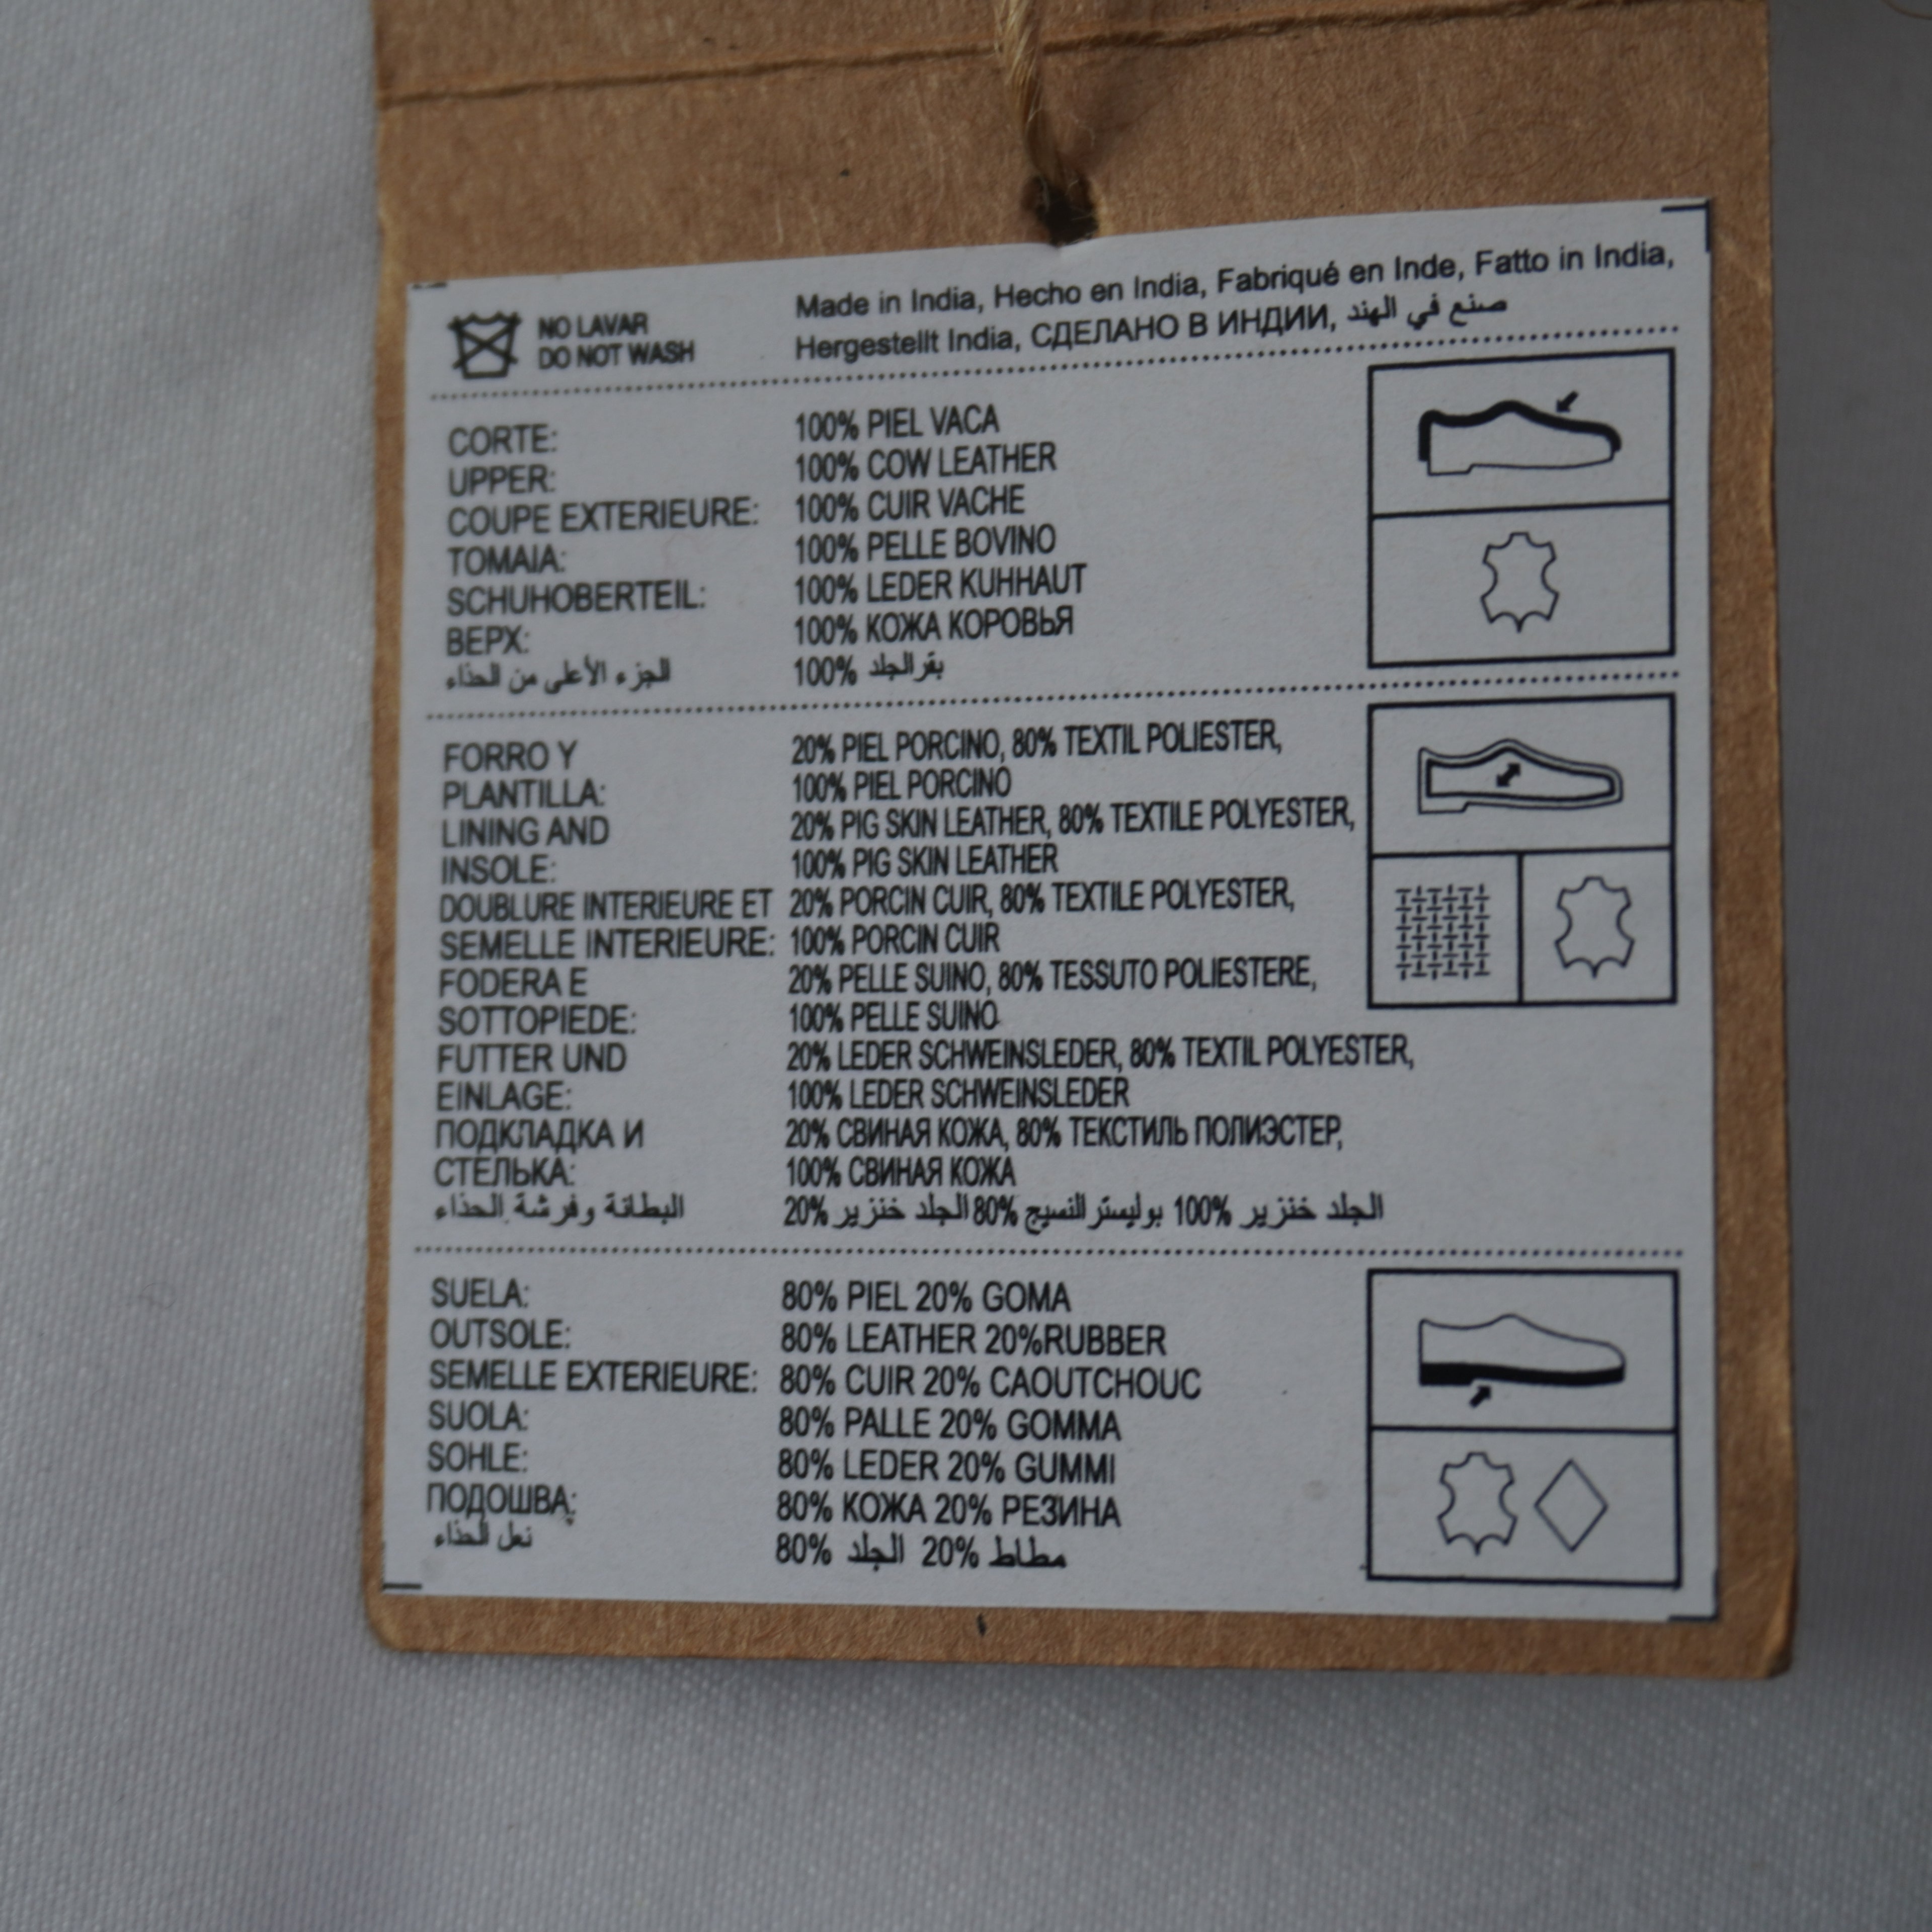 NO LAVAR
DO NOT WASH
Made in India, Hecho en India, Fabriqué en Inde, Fatto in India,
Hergestellt India, СДЕЛАНО В ИНДИИ, صنع في الهند
CORTE: 100% PIEL VACA
UPPER: 100% COW LEATHER
COUPE EXTERIEURE: 100% CUIR VACHE
TOMAIA: 100% PELLE BOVINO
SCHUHOBERTEIL: 100% LEDER KUHHAUT
ВЕРХ: 100% КОЖА КОРОВЬЯ
الجزء الأعلى من الحذاء 100% بقرالجلد
FORRO Y 20% PIEL PORCINO, 80% TEXTIL POLIESTER,
PLANTILLA: 100% PIEL PORCINO
LINING AND 20% PIG SKIN LEATHER, 80% TEXTILE POLYESTER,
INSOLE: 100% PIG SKIN LEATHER
DOUBLURE INTERIEURE ET 20% PORCIN CUIR, 80% TEXTILE POLYESTER,
SEMELLE INTERIEURE: 100% PORCIN CUIR
FODERA E 20% PELLE SUINO, 80% TESSUTO POLIESTERE,
SOTTOPIEDE: 100% PELLE SUINO
FUTTER UND 20% LEDER SCHWEINSLEDER, 80% TEXTIL POLYESTER,
EINLAGE: 100% LEDER SCHWEINSLEDER
ПОДКЛАДКА И 20% СВИНАЯ КОЖА, 80% ТЕКСТИЛЬ ПОЛИЭСТЕР,
СТЕЛЬКА: 100% СВИНАЯ КОЖА
البطانة وفرشة الحذاء 20% الجلد خنزير 80% بوليسترالنسيج 100% الجلد خنزير
SUELA: 80% PIEL 20% GOMA
OUTSOLE: 80% LEATHER 20%RUBBER
SEMELLE EXTERIEURE: 80% CUIR 20% CAOUTCHOUC
SUOLA: 80% PALLE 20% GOMMA
SOHLE: 80% LEDER 20% GUMMI
ПОДОШВА: 80% КОЖА 20% РЕЗИНА
نعل الحذاء 80% الجلد 20% مطاط